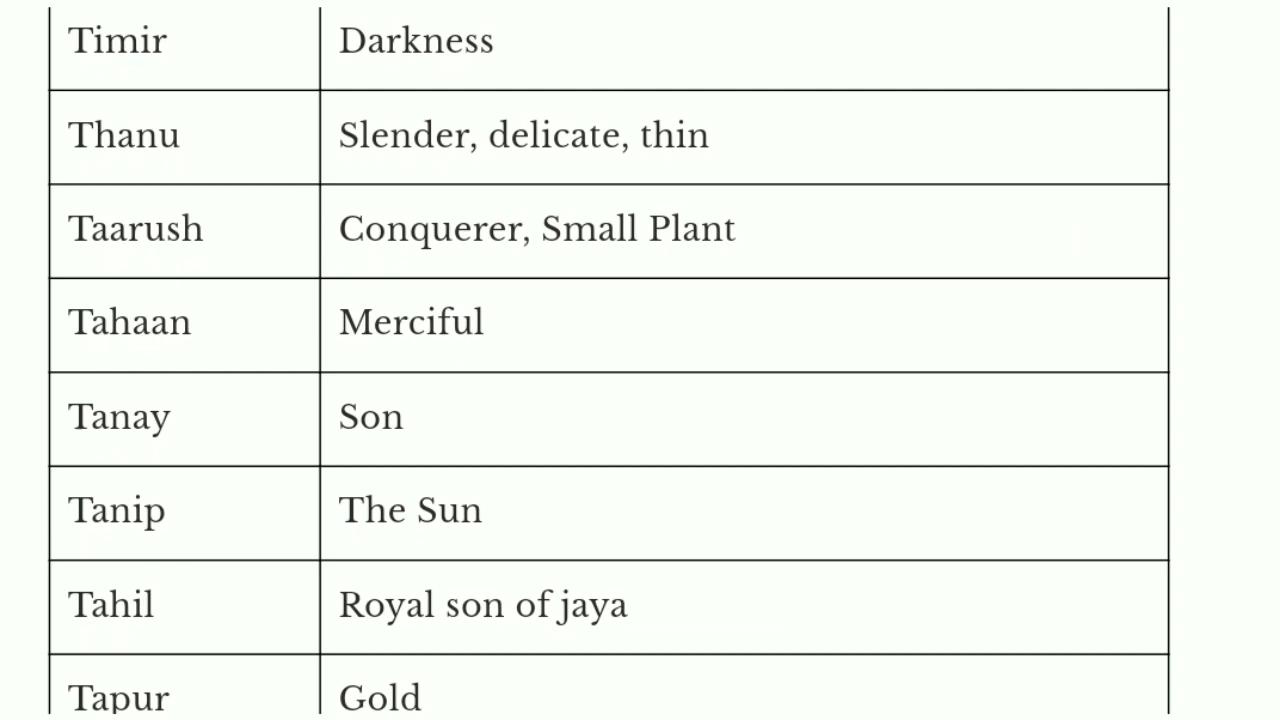 Timir Darkness
Thanu Slender, delicate, thin
Taarush Conquerer, Small Plant
Tahaan Merciful
Tanay Son
Tanip The Sun
Tahil Royal son of jaya
Tapur Gold